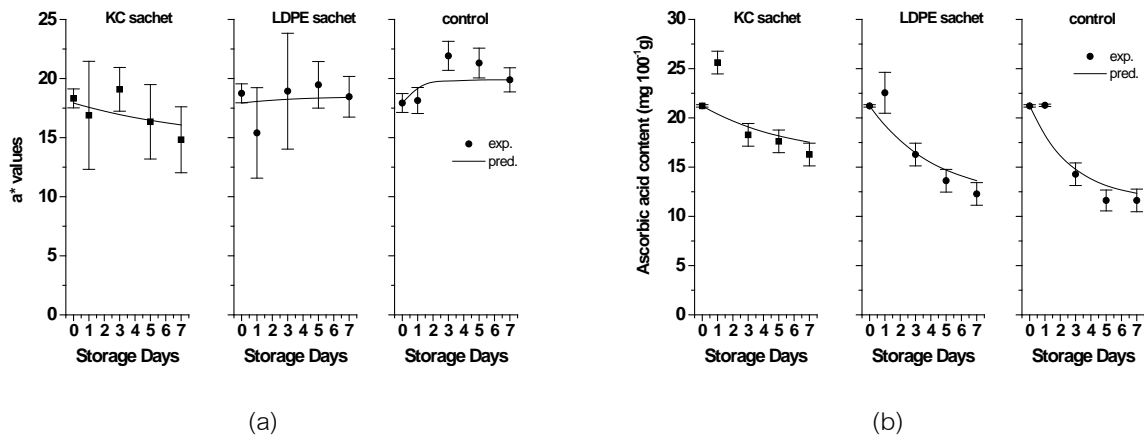 KC sachet
LDPE sachet
control
a* values
25
20
15
10
5
0
exp.
pred.
0 1 2 3 4 5 6 7
0 1 2 3 4 5 6 7
0 1 2 3 4 5 6 7
Storage Days
Storage Days
Storage Days
(a)
KC sachet
LDPE sachet
control
Ascorbic acid content (mg 100⁻¹g)
30
25
20
15
10
5
0
exp.
pred.
0 1 2 3 4 5 6 7
0 1 2 3 4 5 6 7
0 1 2 3 4 5 6 7
Storage Days
Storage Days
Storage Days
(b)